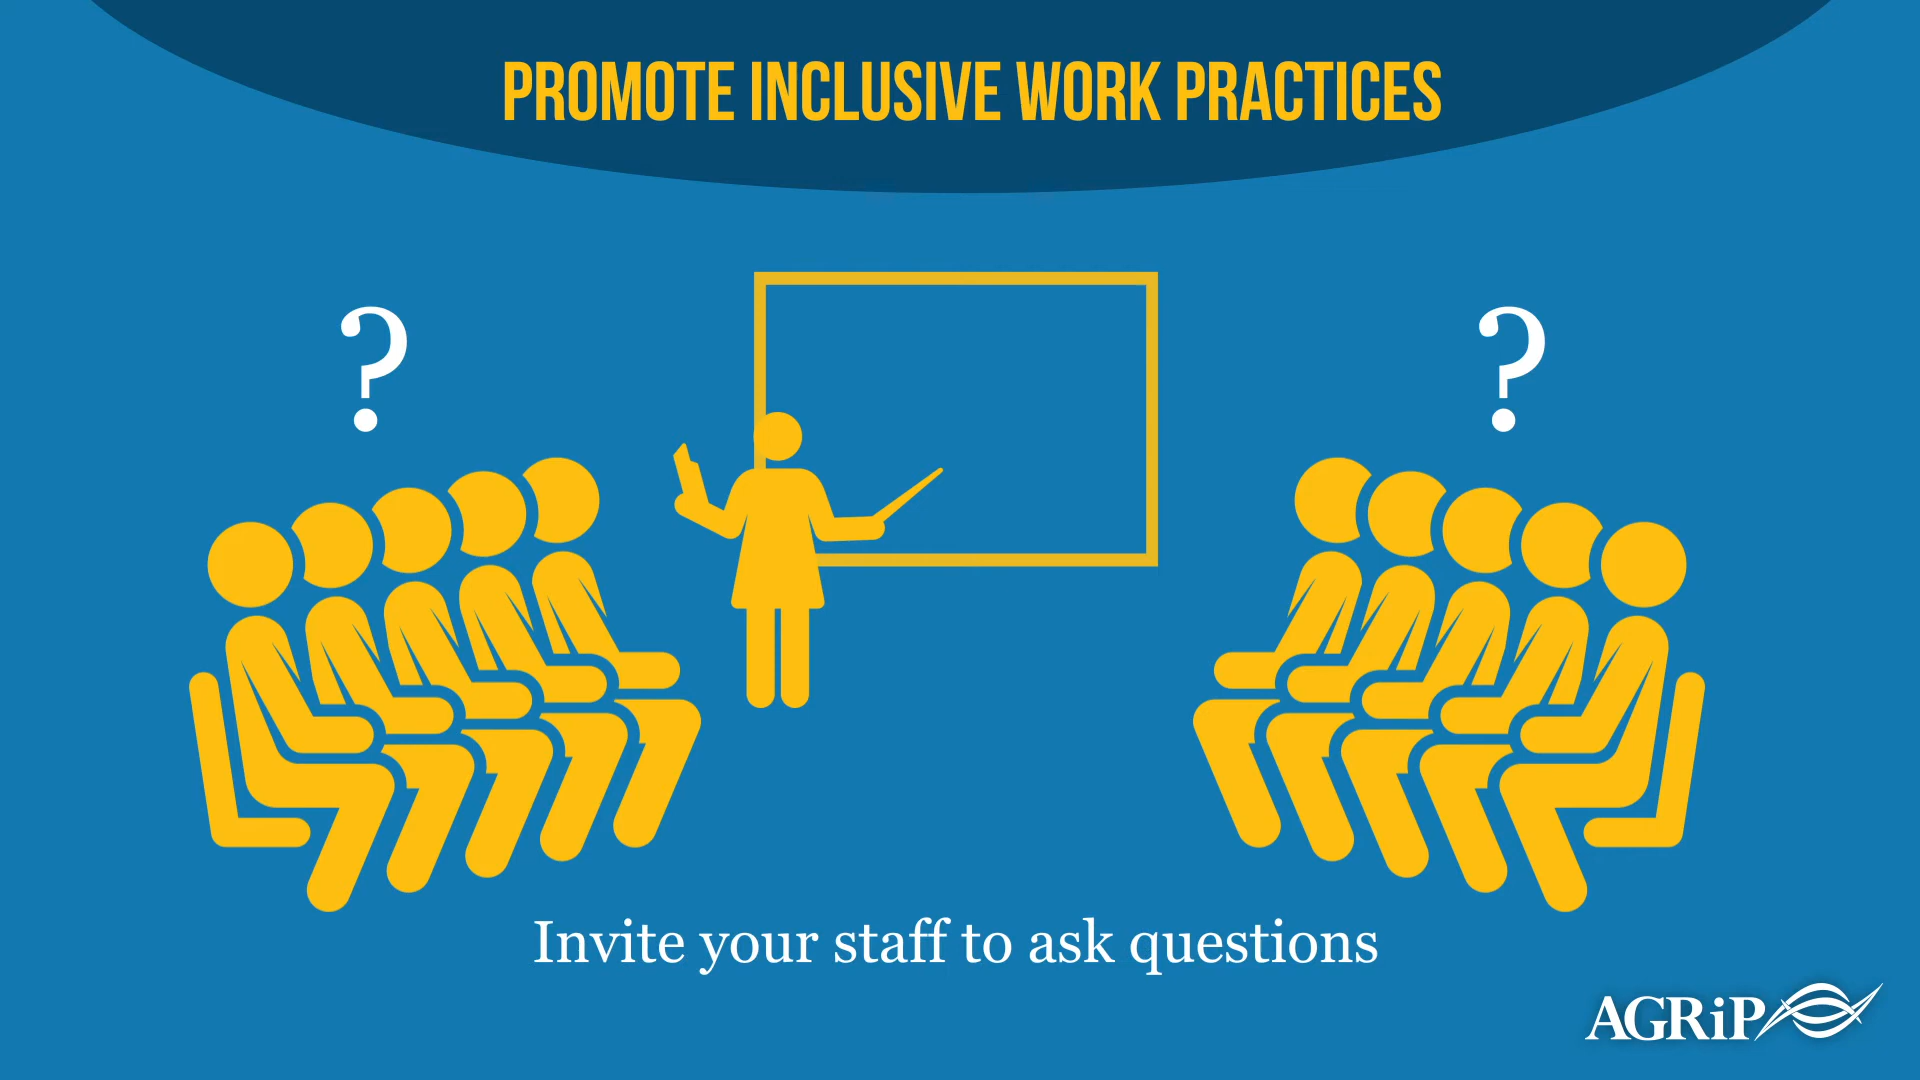 PROMOTE INCLUSIVE WORK PRACTICES
? ?
Invite your staff to ask questions
AGRiP